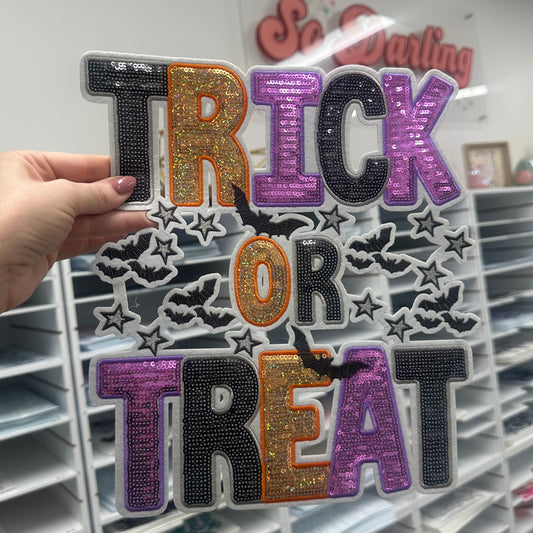 So Darling
TRICK
OR
TREAT